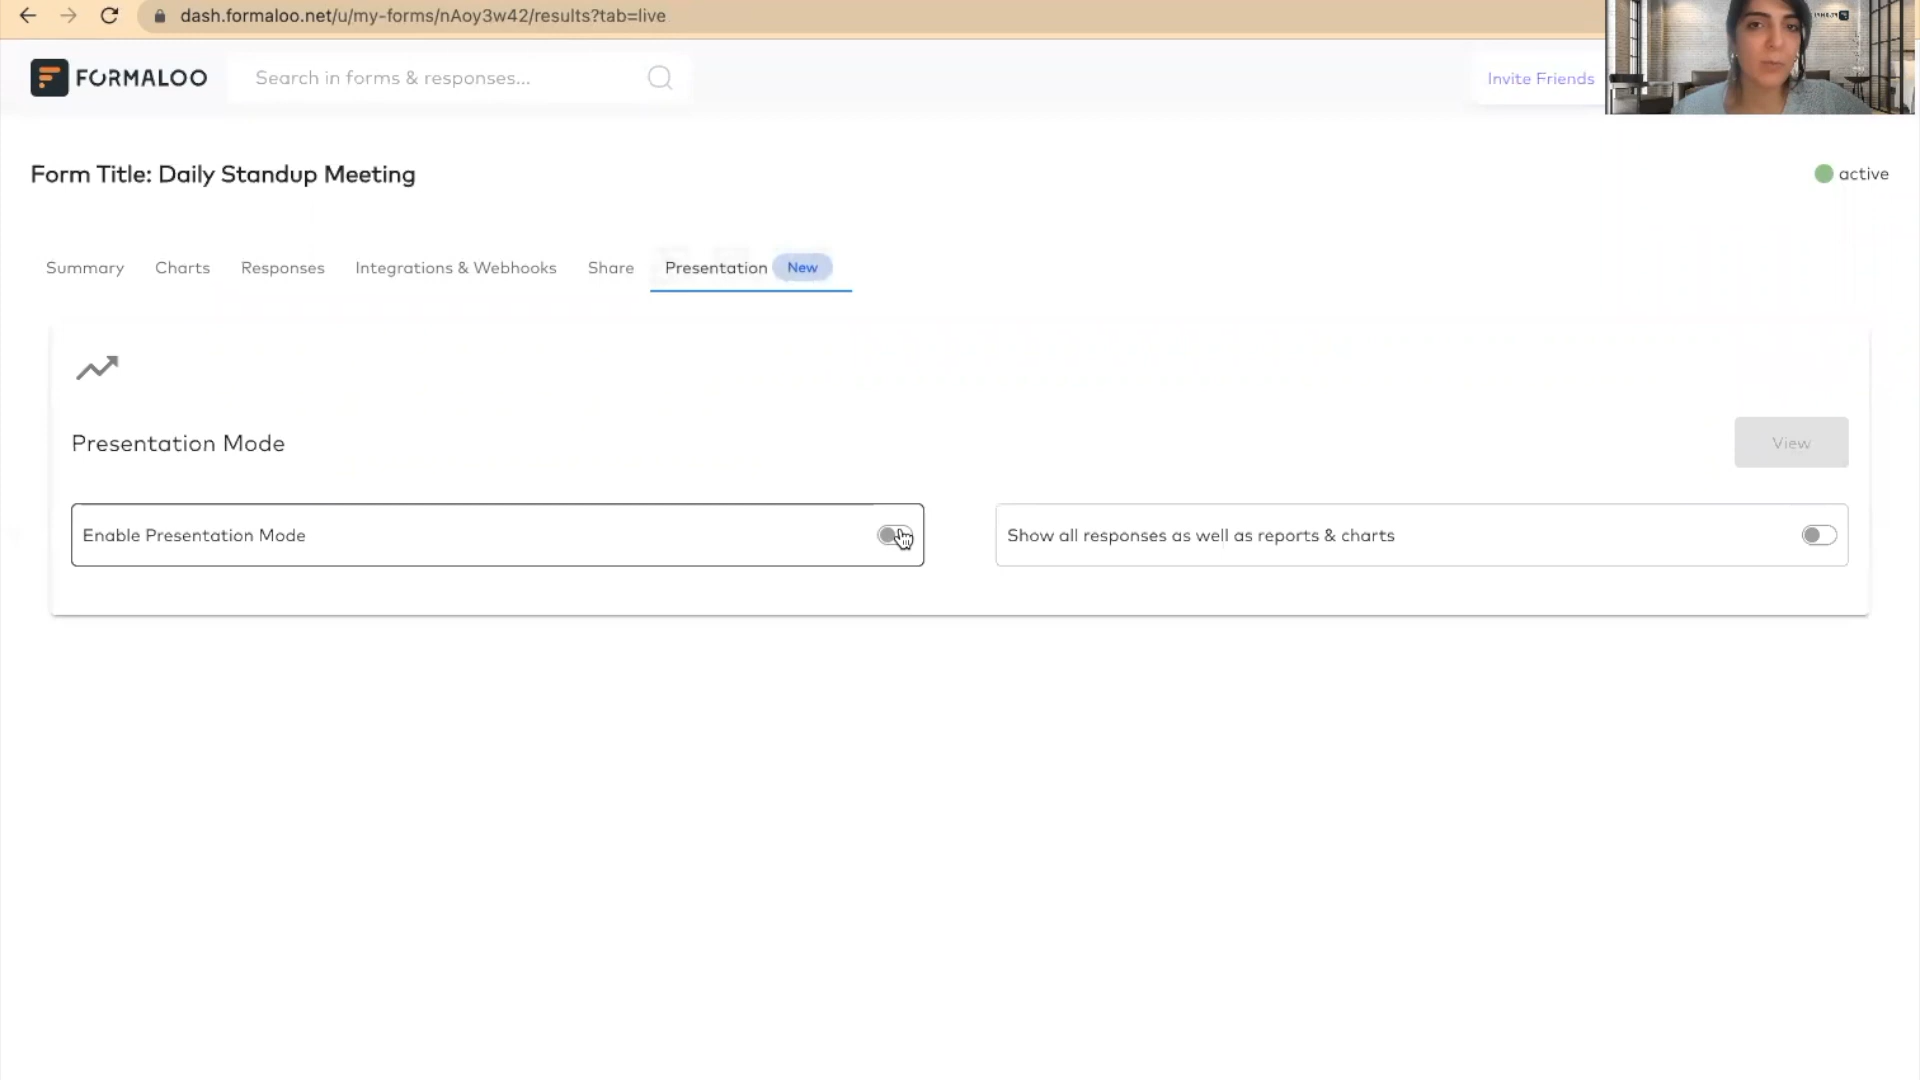 dash.formaloo.net/u/my-forms/nAoy3w42/results?tab=live
FORMALOO
Search in forms & responses...
Invite Friends
Form Title: Daily Standup Meeting
active
Summary
Charts
Responses
Integrations & Webhooks
Share
Presentation
New
Presentation Mode
View
Enable Presentation Mode
Show all responses as well as reports & charts